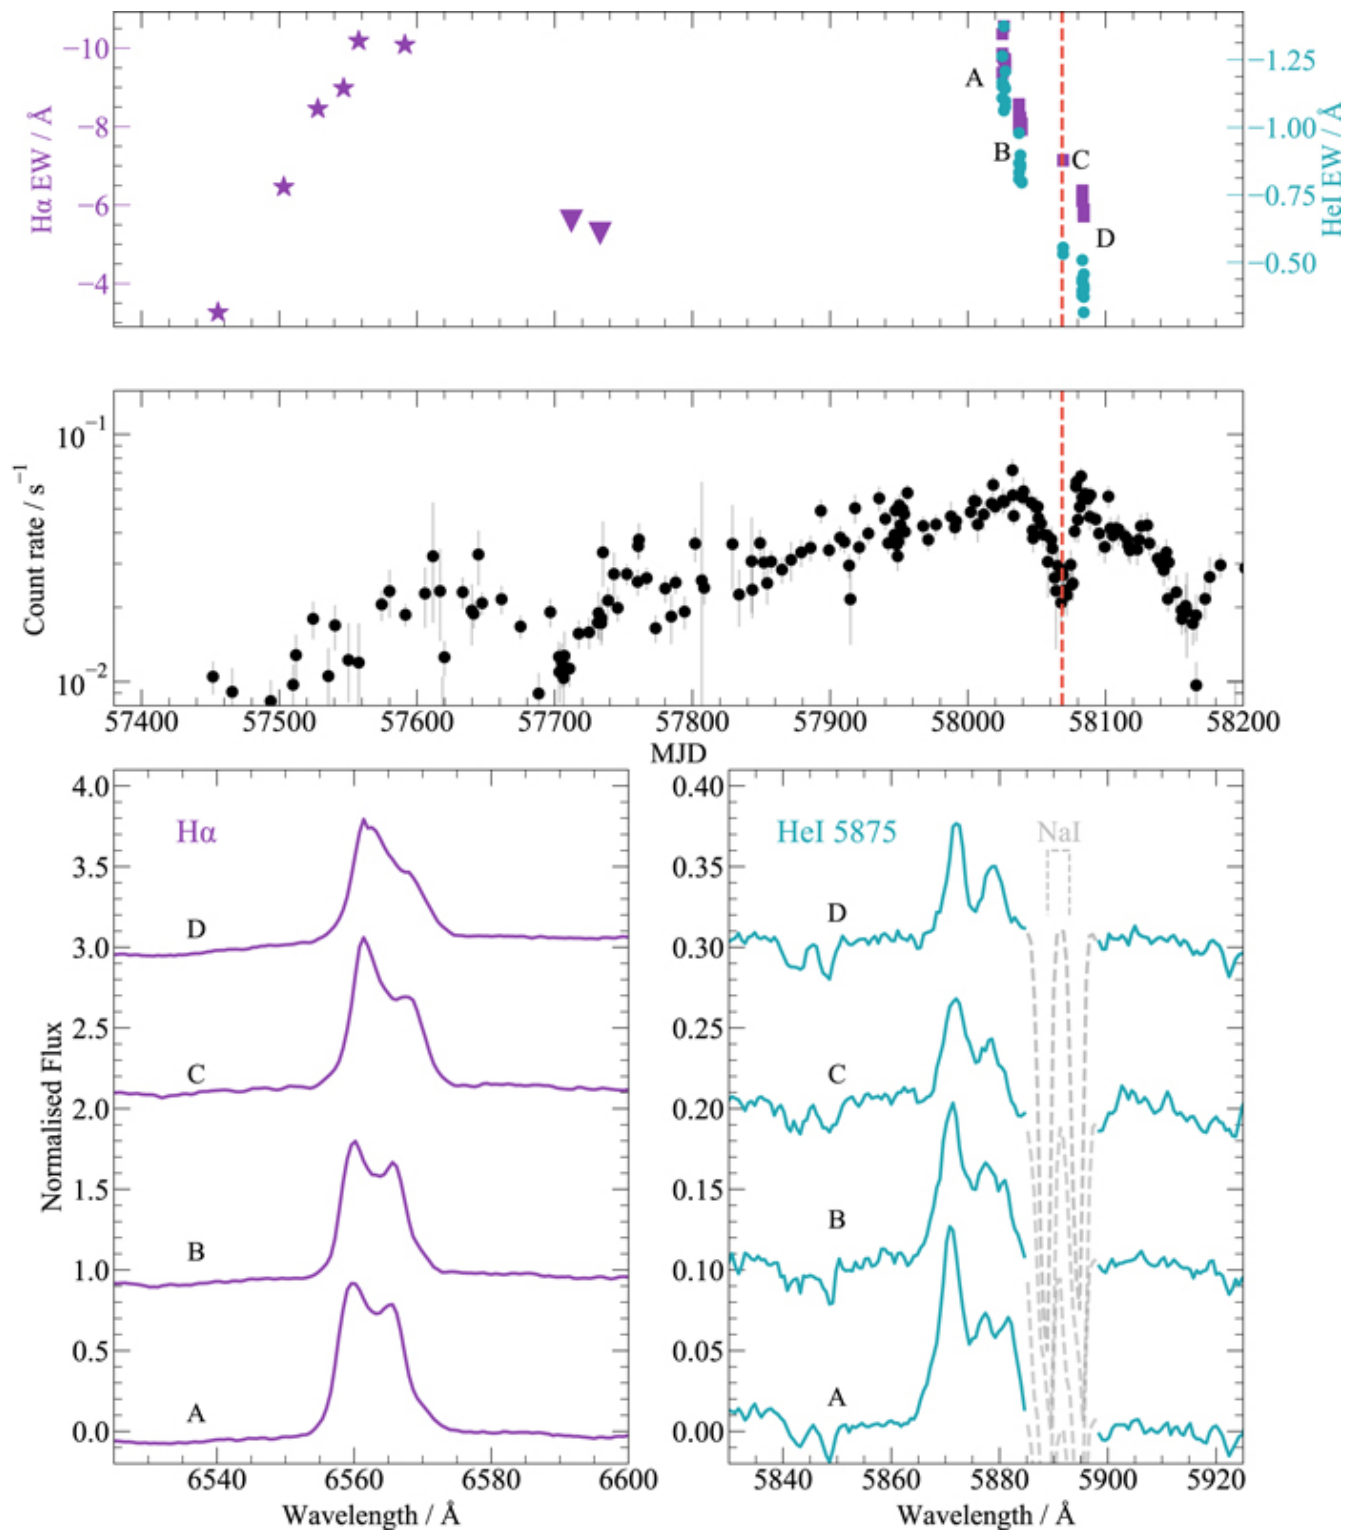 Hα EW / Å
−10
−8
−6
−4
A
B
C
D
−1.25
−1.00
−0.75
−0.50
HeI EW / Å
Count rate / s⁻¹
10⁻¹
10⁻²
57400 57500 57600 57700 57800 57900 58000 58100 58200
MJD
Normalised Flux
4.0
3.5
3.0
2.5
2.0
1.5
1.0
0.5
0.0
Hα
D
C
B
A
6540 6560 6580 6600
Wavelength / Å
0.40
0.35
0.30
0.25
0.20
0.15
0.10
0.05
0.00
HeI 5875
NaI
D
C
B
A
5840 5860 5880 5900 5920
Wavelength / Å